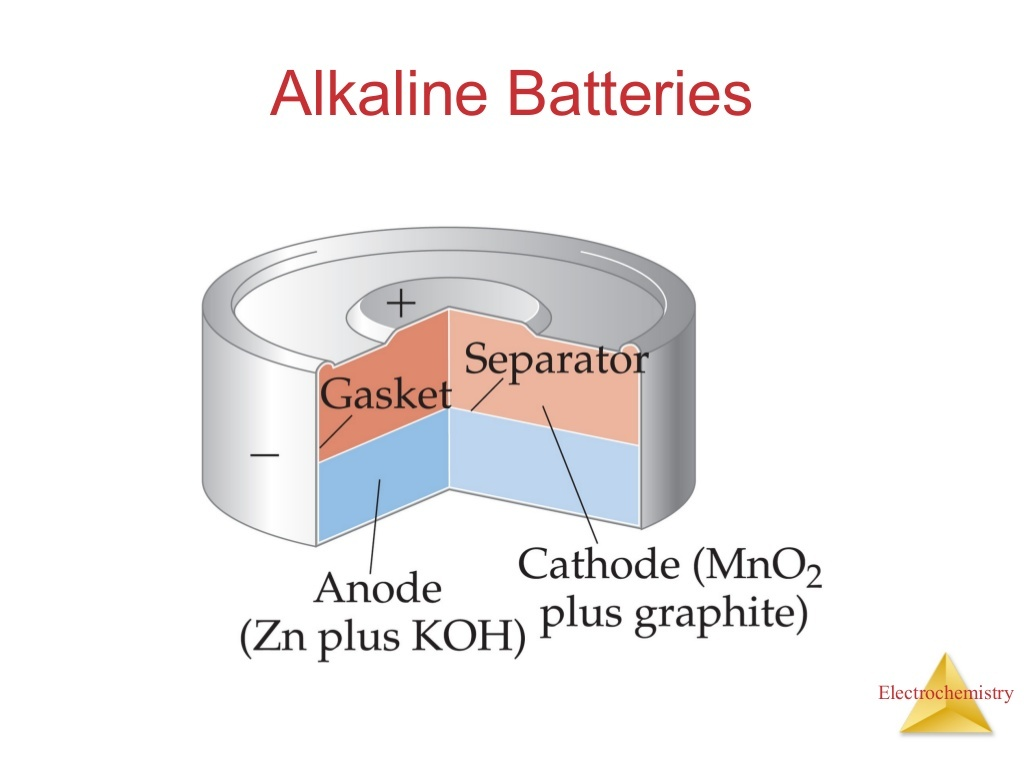 Alkaline Batteries
+
Separator
Gasket
−
Cathode (MnO₂
plus graphite)
Anode
(Zn plus KOH)
Electrochemistry